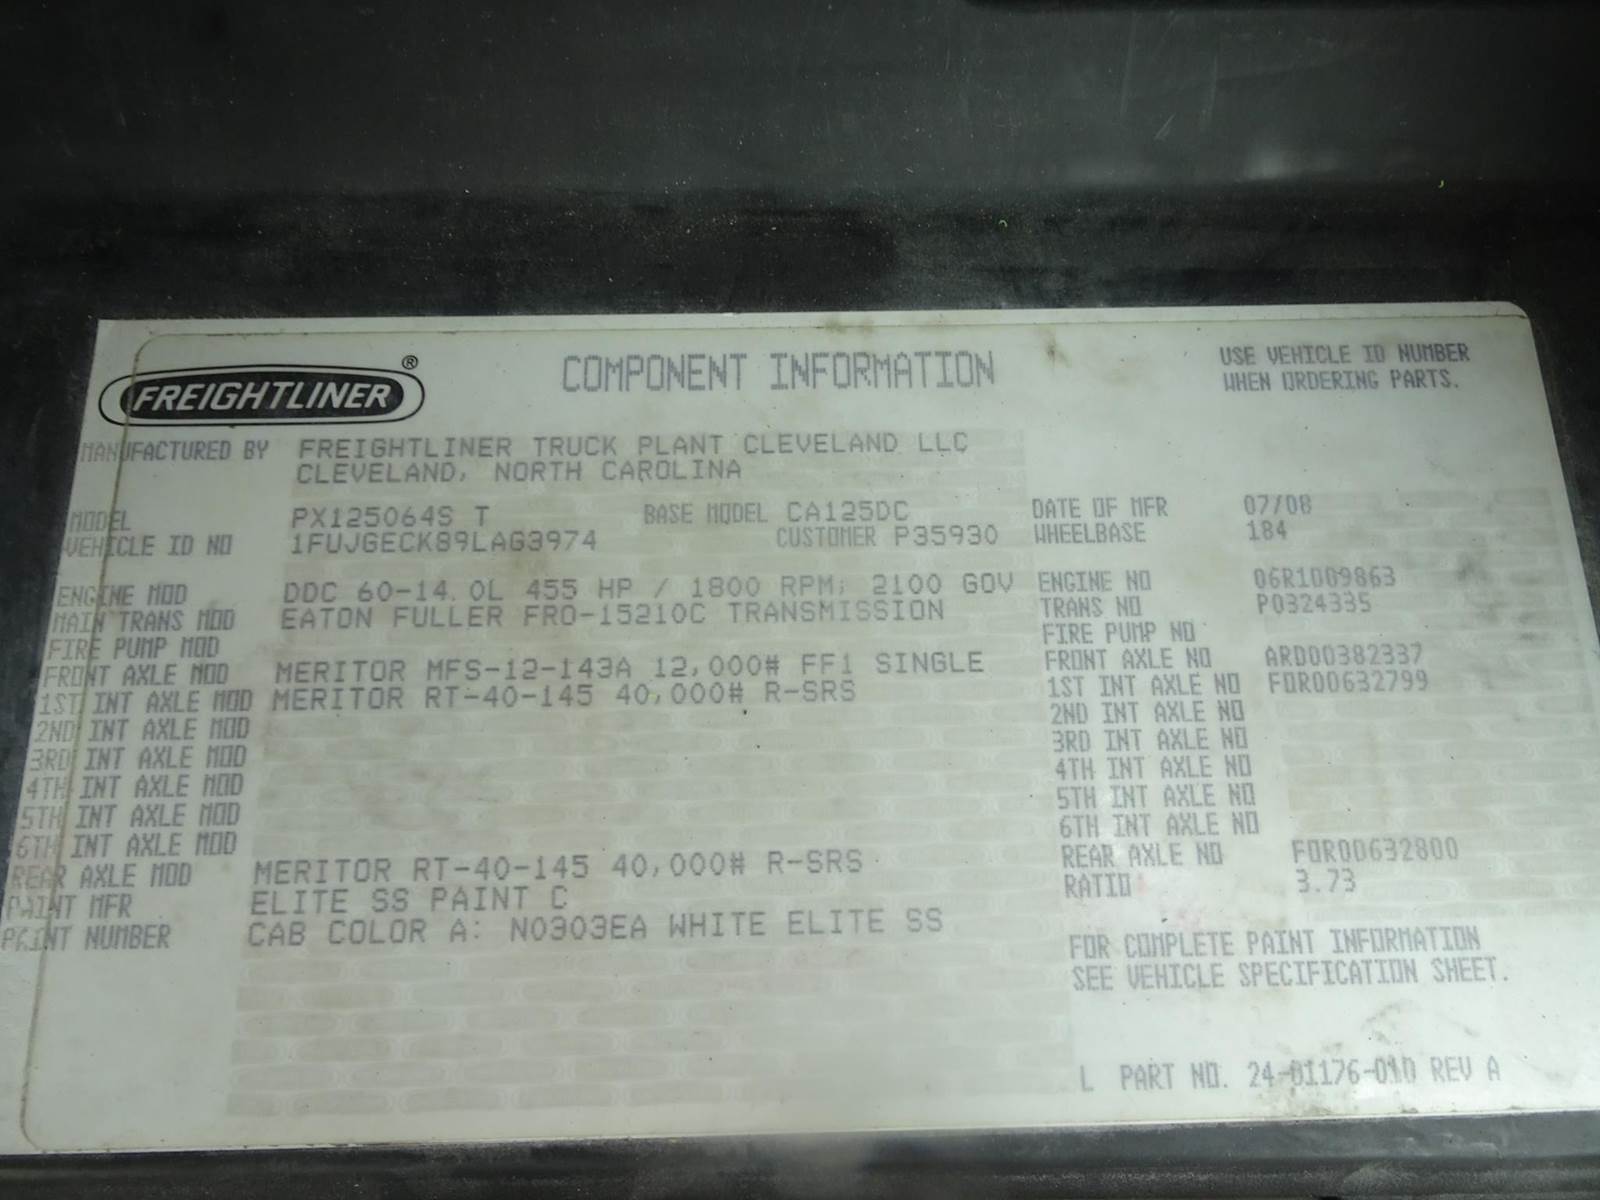 FREIGHTLINER ®
COMPONENT INFORMATION
USE VEHICLE ID NUMBER
WHEN ORDERING PARTS.
MANUFACTURED BY FREIGHTLINER TRUCK PLANT CLEVELAND LLC
CLEVELAND, NORTH CAROLINA
MODEL PX125064S T BASE MODEL CA125DC DATE OF MFR 07/08
VEHICLE ID NO 1FUJGECK89LAG3974 CUSTOMER P35930 WHEELBASE 184
ENGINE MOD DDC 60-14.0L 455 HP / 1800 RPM; 2100 GOV ENGINE NO 06R1009863
MAIN TRANS MOD EATON FULLER FRO-15210C TRANSMISSION TRANS NO P0324335
FIRE PUMP MOD FIRE PUMP NO
FRONT AXLE MOD MERITOR MFS-12-143A 12,000# FF1 SINGLE FRONT AXLE NO ARD00382337
1ST INT AXLE MOD MERITOR RT-40-145 40,000# R-SRS 1ST INT AXLE NO FOR00632799
2ND INT AXLE MOD 2ND INT AXLE NO
3RD INT AXLE MOD 3RD INT AXLE NO
4TH INT AXLE MOD 4TH INT AXLE NO
5TH INT AXLE MOD 5TH INT AXLE NO
6TH INT AXLE MOD 6TH INT AXLE NO
REAR AXLE MOD MERITOR RT-40-145 40,000# R-SRS REAR AXLE NO FOR00632800
PAINT MFR ELITE SS PAINT C RATIO 3.73
PAINT NUMBER CAB COLOR A: N0303EA WHITE ELITE SS
FOR COMPLETE PAINT INFORMATION
SEE VEHICLE SPECIFICATION SHEET.
L PART NO. 24-01176-010 REV A